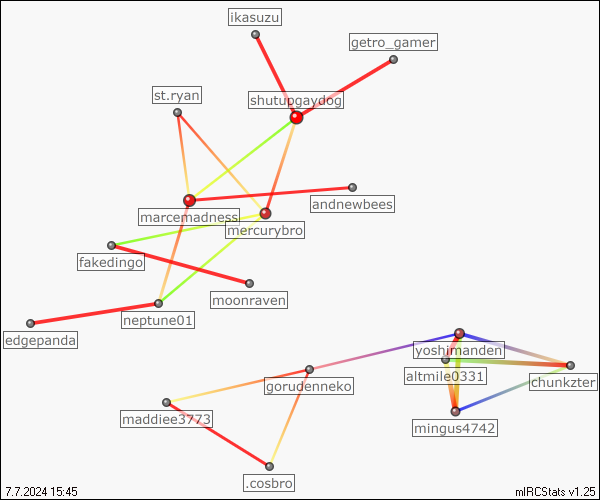 ikasuzu
getro_gamer
st.ryan
shutupgaydog
andnewbees
marcemadness
mercurybro
fakedingo
moonraven
neptune01
edgepanda
yoshimanden
altmile0331
chunkzter
gorudenneko
maddiee3773
mingus4742
.cosbro
7.7.2024 15:45
mIRCStats v1.25